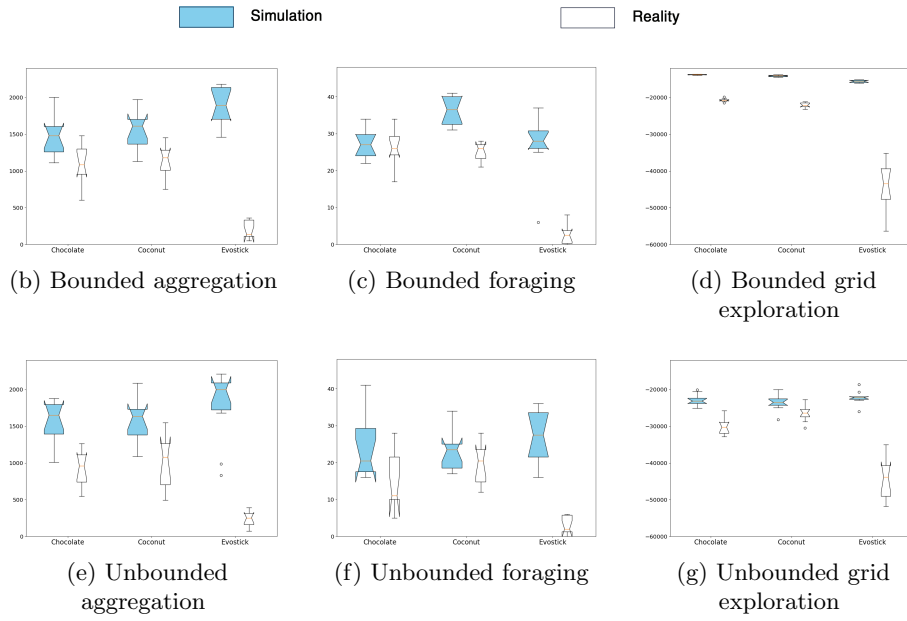 Simulation Reality
2000
1500
1000
500
0
Chocolate Coconut Evostick
40
30
20
10
0
Chocolate Coconut Evostick
−20000
−30000
−40000
−50000
−60000
Chocolate Coconut Evostick
(b) Bounded aggregation
(c) Bounded foraging
(d) Bounded grid
exploration
2000
1500
1000
500
0
Chocolate Coconut Evostick
40
30
20
10
0
Chocolate Coconut Evostick
−20000
−30000
−40000
−50000
−60000
Chocolate Coconut Evostick
(e) Unbounded
aggregation
(f) Unbounded foraging
(g) Unbounded grid
exploration